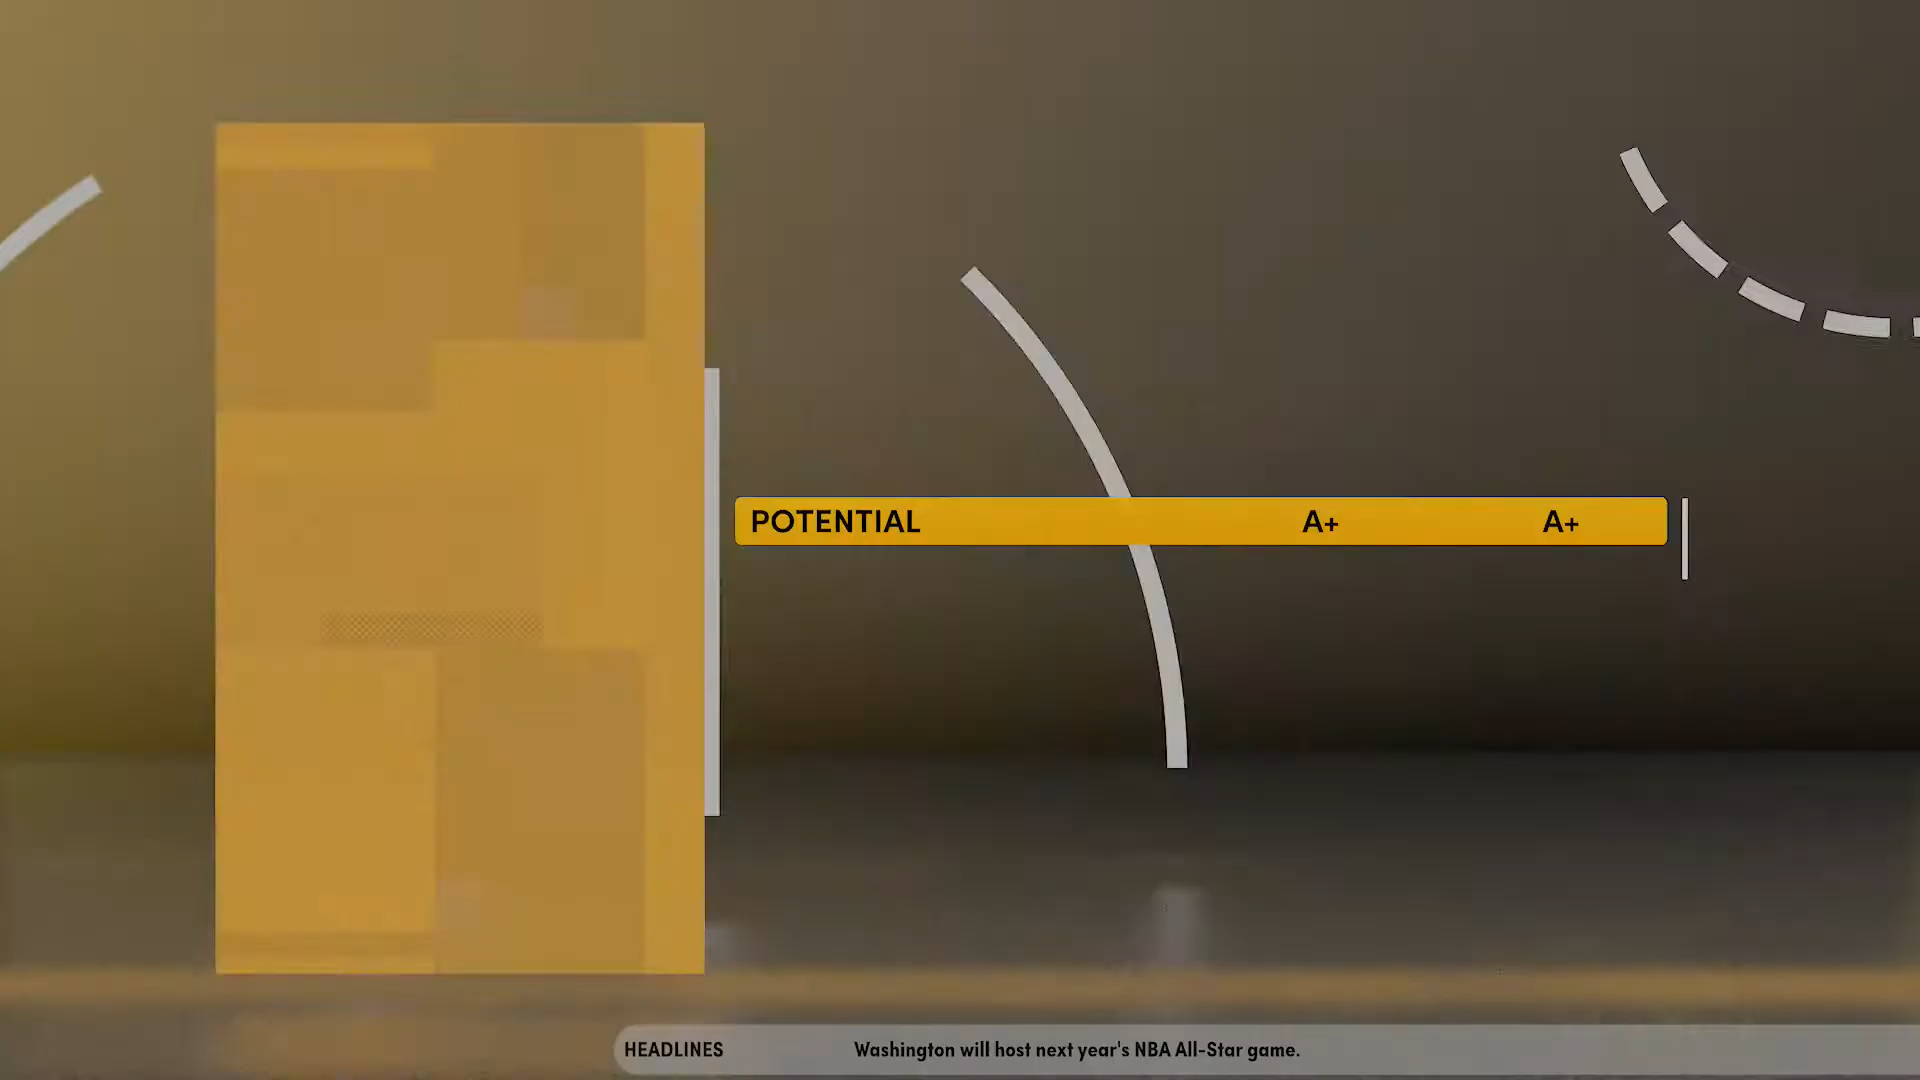 POTENTIAL A+ A+
HEADLINES Washington will host next year's NBA All-Star game.